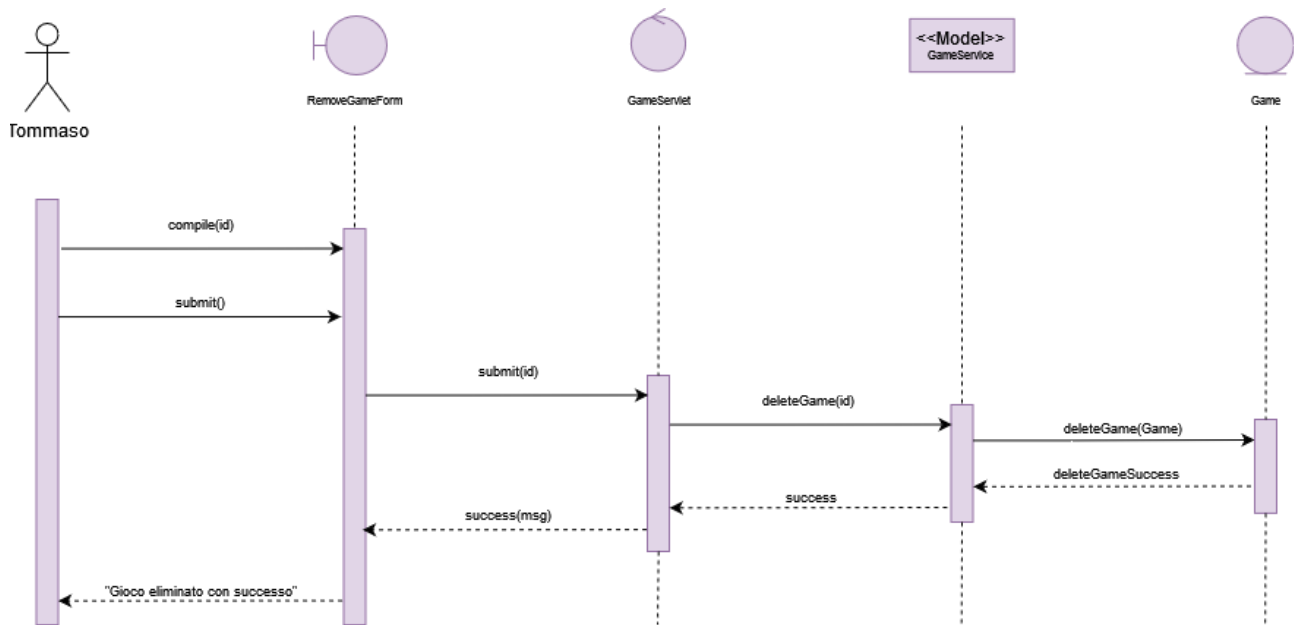 <<Model>>
GameService
RemoveGameForm
GameServlet
Game
Tommaso
compile(id)
submit()
submit(id)
deleteGame(id)
deleteGame(Game)
deleteGameSuccess
success
success(msg)
"Gioco eliminato con successo"